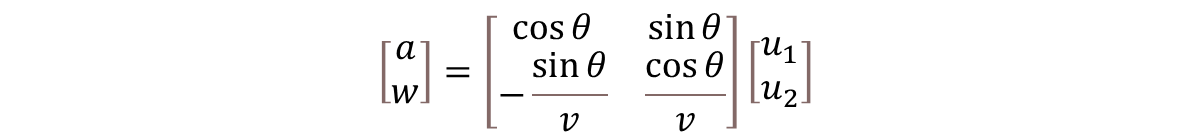 [a w] = [cos θ sin θ −sin θ/v cos θ/v] [u₁ u₂]